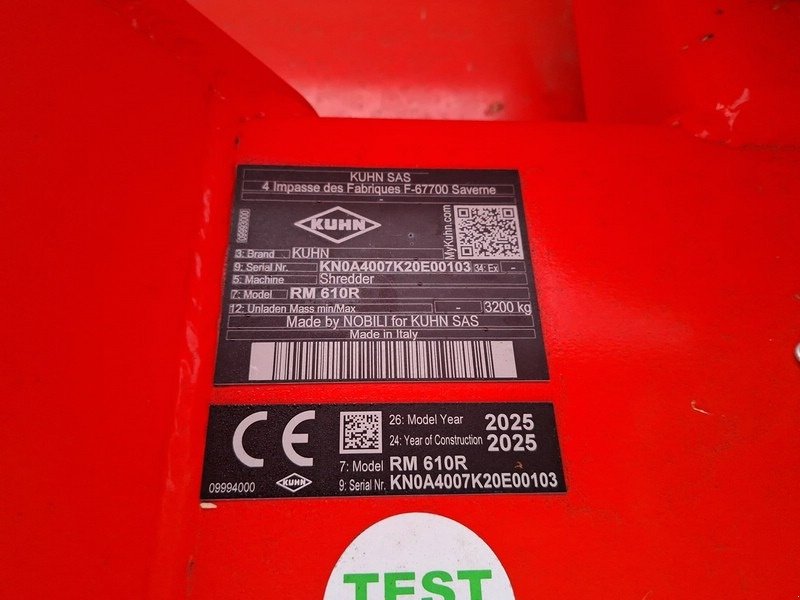 KUHN SAS
4 Impasse des Fabriques F-67700 Saverne
09993000
KUHN
MyKuhn.com
3: Brand KUHN
9: Serial Nr. KN0A4007K20E00103 34: Ex -
5: Machine Shredder
7: Model RM 610R
12: Unladen Mass min/Max - 3200 kg
Made by NOBILI for KUHN SAS
Made in Italy
CE
26: Model Year 2025
24: Year of Construction 2025
7: Model RM 610R
09994000 KUHN 9: Serial Nr. KN0A4007K20E00103
TEST